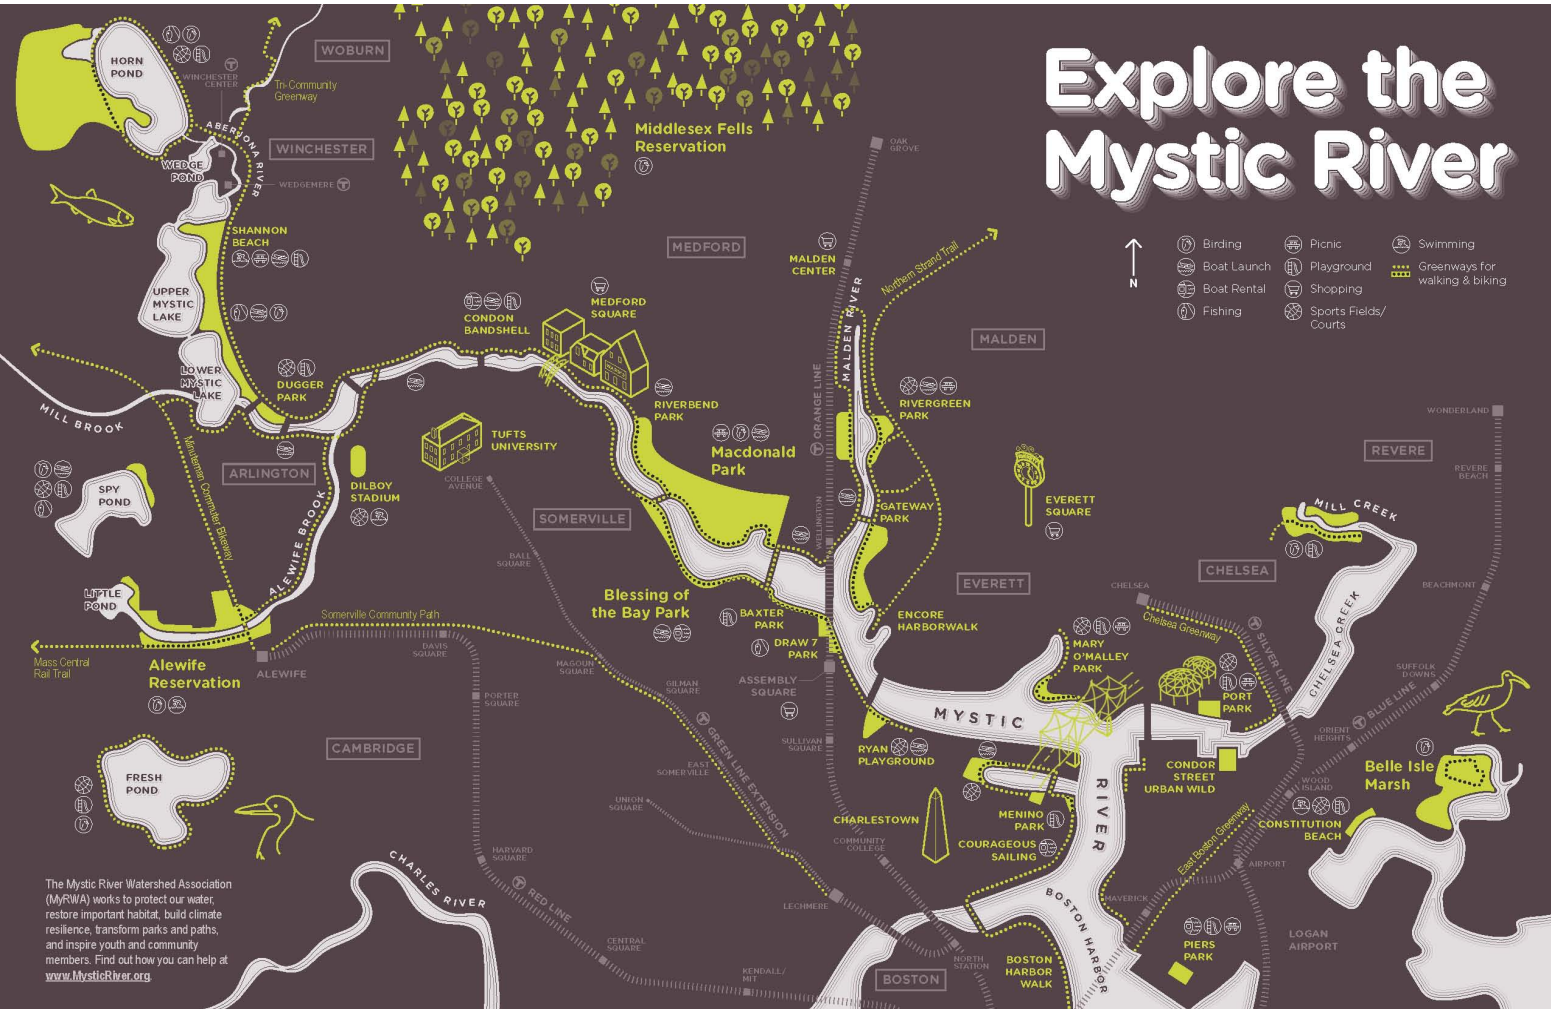 Explore the
Mystic River
N
Birding
Boat Launch
Boat Rental
Fishing
Picnic
Playground
Shopping
Sports Fields/
Courts
Swimming
Greenways for
walking & biking
WOBURN
HORN
POND
WINCHESTER
CENTER
Tri-Community
Greenway
ABERJONA RIVER
WINCHESTER
WEDGE
POND
WEDGEMERE
Middlesex Fells
Reservation
OAK
GROVE
SHANNON
BEACH
MEDFORD
MALDEN
CENTER
MALDEN RIVER
Northern Strand Trail
UPPER
MYSTIC
LAKE
CONDON
BANDSHELL
MEDFORD
SQUARE
MALDEN
LOWER
MYSTIC
LAKE
DUGGER
PARK
MILL BROOK
RIVERBEND
PARK
ORANGE LINE
RIVERGREEN
PARK
WONDERLAND
TUFTS
UNIVERSITY
Macdonald
Park
REVERE
REVERE
BEACH
ARLINGTON
Minuteman Commuter Bikeway
DILBOY
STADIUM
COLLEGE
AVENUE
SPY
POND
EVERETT
SQUARE
GATEWAY
PARK
WELLINGTON
MILL CREEK
SOMERVILLE
ALEWIFE BROOK
BALL
SQUARE
CHELSEA
EVERETT
CHELSEA
BEACHMONT
LITTLE
POND
Blessing of
the Bay Park
BAXTER
PARK
ENCORE
HARBORWALK
Chelsea Greenway
CHELSEA CREEK
Somerville Community Path
DRAW 7
PARK
SILVER LINE
Mass Central
Rail Trail
Alewife
Reservation
ALEWIFE
DAVIS
SQUARE
MAGOUN
SQUARE
GILMAN
SQUARE
ASSEMBLY
SQUARE
MARY
O'MALLEY
PARK
SUFFOLK
DOWNS
PORTER
SQUARE
MYSTIC
RIVER
PORT
PARK
BLUE LINE
ORIENT
HEIGHTS
CAMBRIDGE
GREEN LINE EXTENSION
SULLIVAN
SQUARE
RYAN
PLAYGROUND
CONDOR
STREET
URBAN WILD
Belle Isle
Marsh
FRESH
POND
EAST
SOMERVILLE
WOOD
ISLAND
UNION
SQUARE
CHARLESTOWN
MENINO
PARK
CONSTITUTION
BEACH
COMMUNITY
COLLEGE
COURAGEOUS
SAILING
East Boston Greenway
AIRPORT
HARVARD
SQUARE
CHARLES RIVER
RED LINE
LECHMERE
MAVERICK
BOSTON HARBOR
The Mystic River Watershed Association
(MyRWA) works to protect our water,
restore important habitat, build climate
resilience, transform parks and paths,
and inspire youth and community
members. Find out how you can help at
www.MysticRiver.org.
CENTRAL
SQUARE
KENDALL/
MIT
NORTH
STATION
BOSTON
BOSTON
HARBOR
WALK
PIERS
PARK
LOGAN
AIRPORT